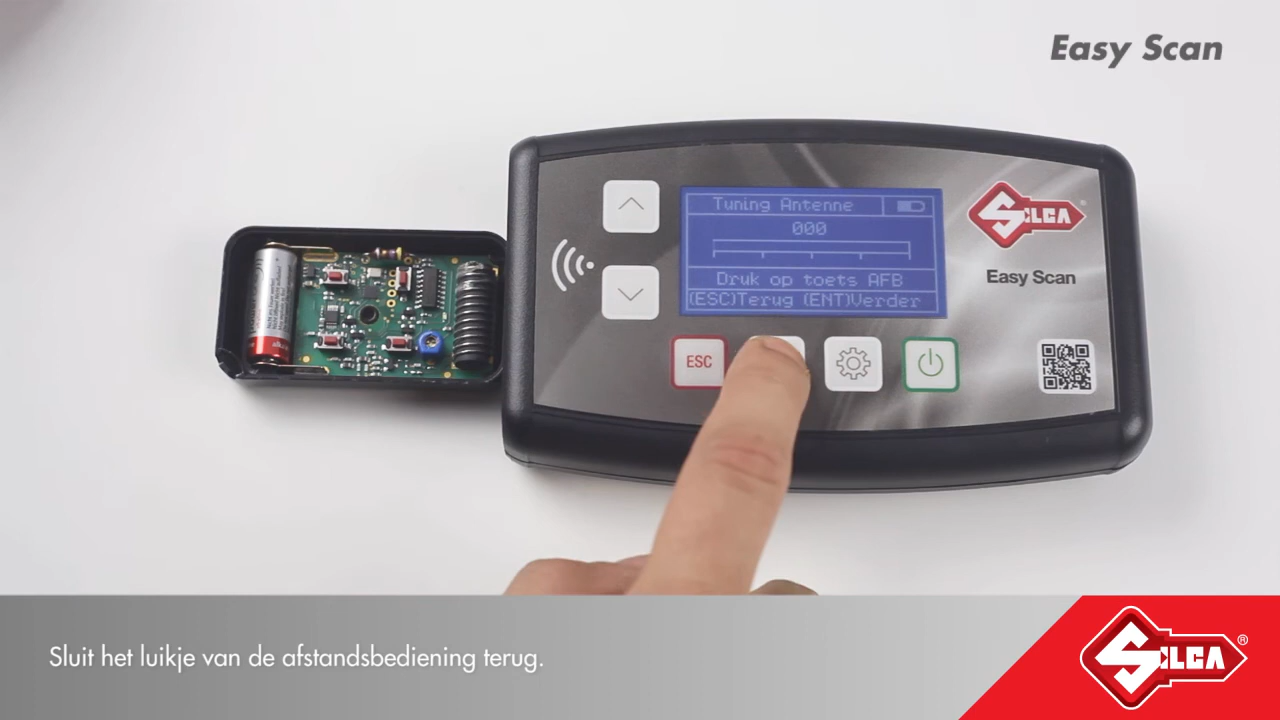 Easy Scan
Tuning Antenne
000
Druk op toets AFB
(ESC)Terug (ENT)Verder
SILCA
®
Easy Scan
ESC
Sluit het luikje van de afstandsbediening terug.
SILCA®